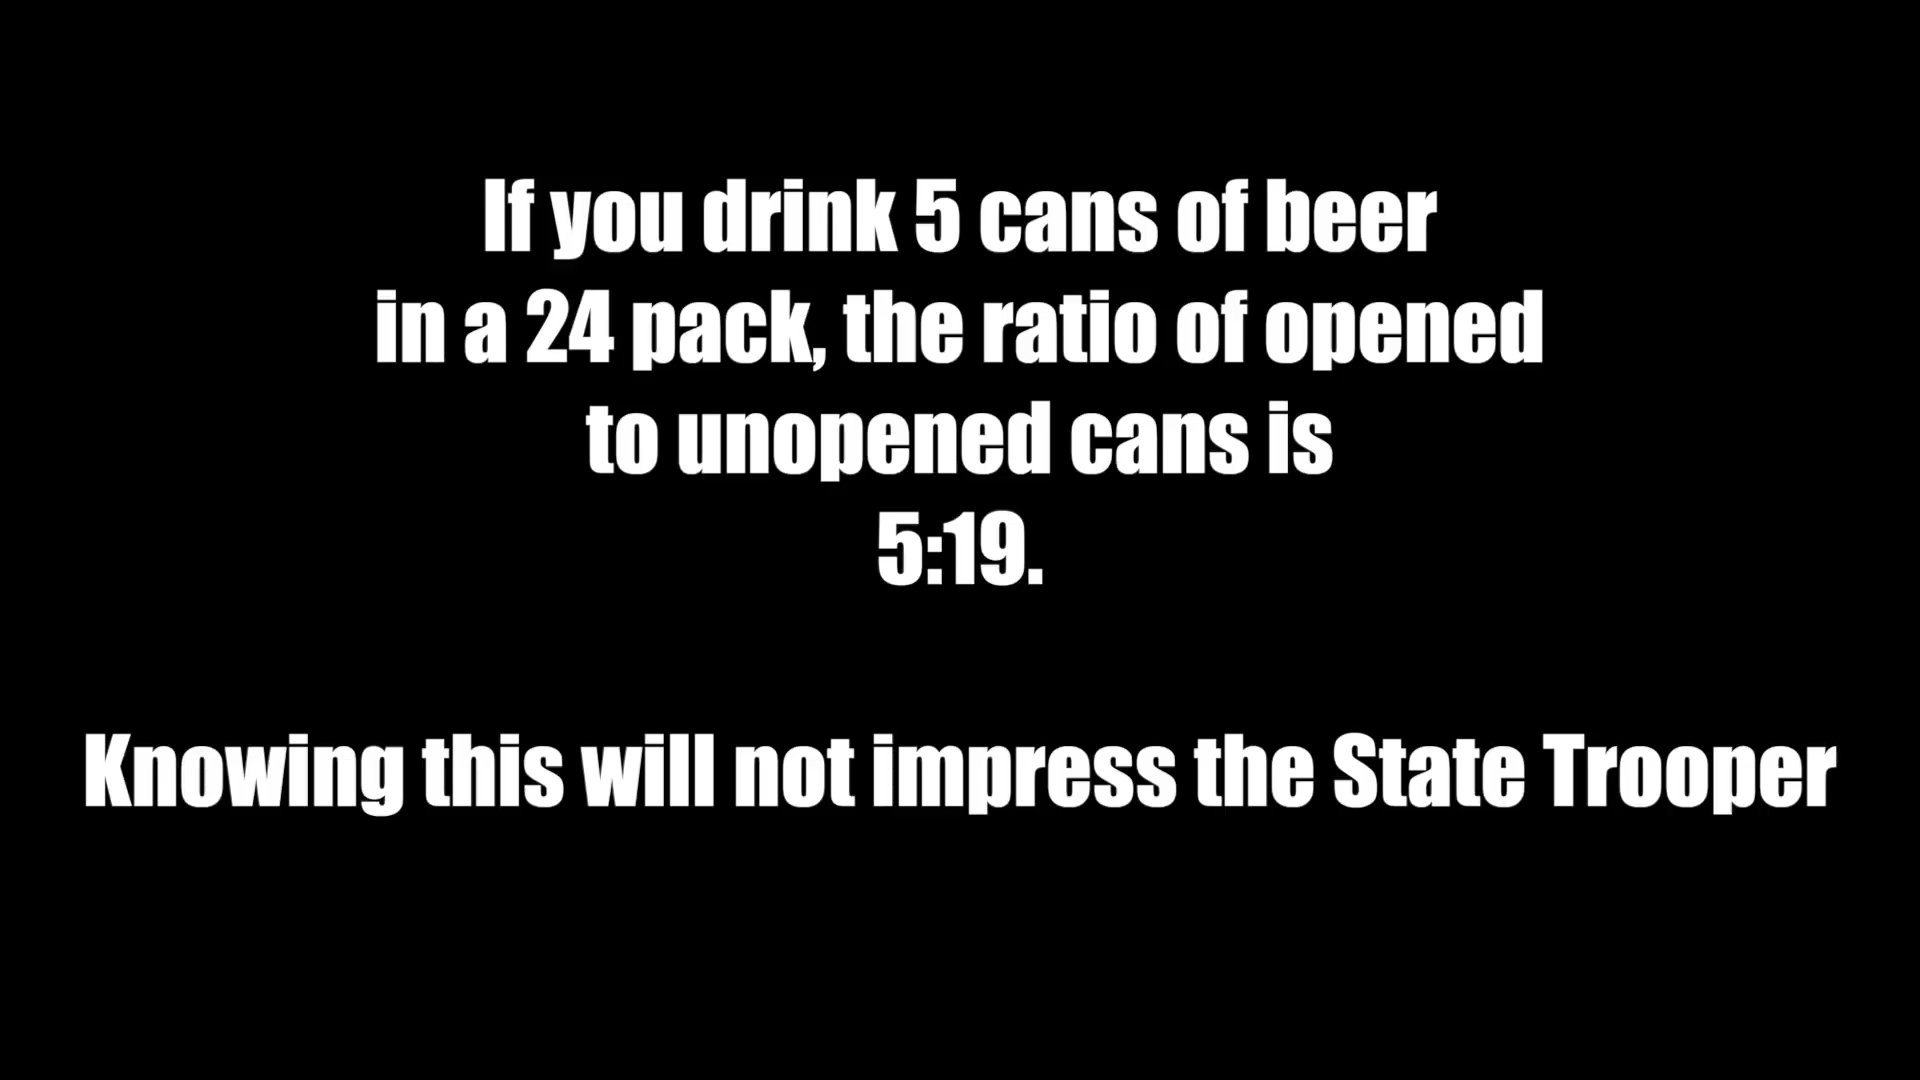 If you drink 5 cans of beer
in a 24 pack, the ratio of opened
to unopened cans is
5:19.
Knowing this will not impress the State Trooper